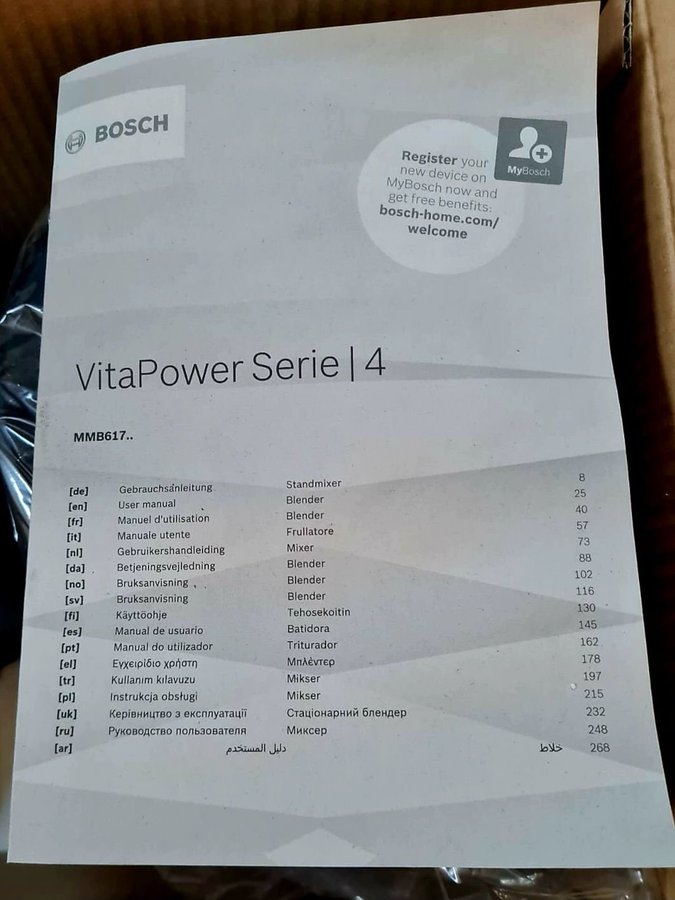 BOSCH
Register your
new device on
MyBosch now and
get free benefits:
bosch-home.com/
welcome
MyBosch
VitaPower Serie | 4
MMB617..
[de] Gebrauchsanleitung Standmixer 8
[en] User manual Blender 25
[fr] Manuel d'utilisation Blender 40
[it] Manuale utente Frullatore 57
[nl] Gebruikershandleiding Mixer 73
[da] Betjeningsvejledning Blender 88
[no] Bruksanvisning Blender 102
[sv] Bruksanvisning Blender 116
[fi] Käyttöohje Tehosekoitin 130
[es] Manual de usuario Batidora 145
[pt] Manual do utilizador Triturador 162
[el] Εγχειρίδιο χρήστη Μπλέντερ 178
[tr] Kullanım kılavuzu Mikser 197
[pl] Instrukcja obsługi Mikser 215
[uk] Керівництво з експлуатації Стаціонарний блендер 232
[ru] Руководство пользователя Миксер 248
[ar] دليل المستخدم خلاط 268